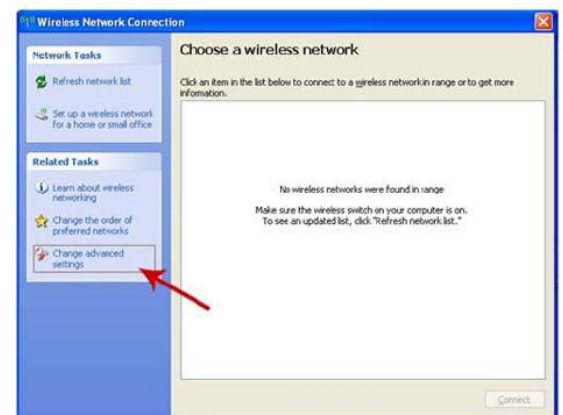 Wireless Network Connection
Network Tasks
Refresh network list
Set up a wireless network
for a home or small office
Related Tasks
Learn about wireless
networking
Change the order of
preferred networks
Change advanced
settings
Choose a wireless network
Click an item in the list below to connect to a wireless network in range or to get more
information.
No wireless networks were found in range
Make sure the wireless switch on your computer is on.
To see an updated list, click "Refresh network list."
Connect